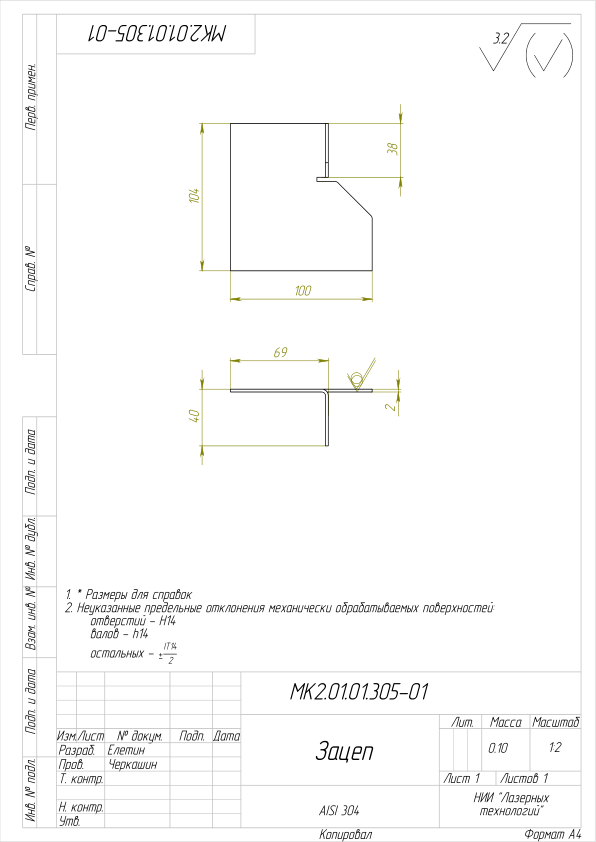 МК2.01.01.305-01
3.2
Перв. примен.
Справ. №
104
38
100
69
40
2
Подп. и дата
Инв. № дубл.
Взам. инв. №
Подп. и дата
Инв. № подл.
1. * Размеры для справок
2. Неуказанные предельные отклонения механически обрабатываемых поверхностей:
отверстий - H14
валов - h14
остальных - ± IT14/2
МК2.01.01.305-01
Изм. Лист № докум. Подп. Дата
Разраб. Елетин
Пров. Черкашин
Т. контр.
Н. контр.
Утв.
Зацеп
Лит. Масса Масштаб
0.10 1:2
Лист 1 Листов 1
AISI 304
НИИ "Лазерных
технологий"
Копировал Формат А4